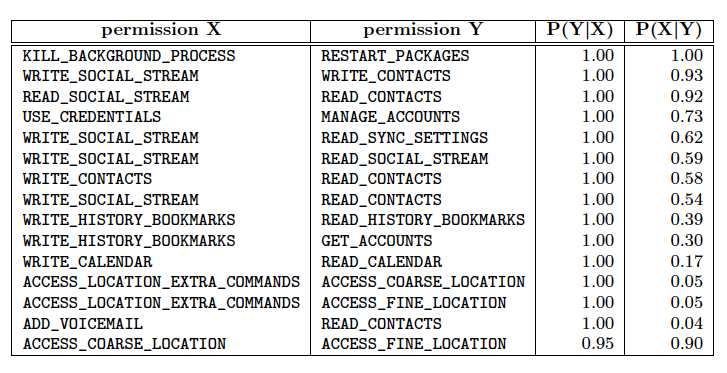 permission X permission Y P(Y|X) P(X|Y)
KILL_BACKGROUND_PROCESS RESTART_PACKAGES 1.00 1.00
WRITE_SOCIAL_STREAM WRITE_CONTACTS 1.00 0.93
READ_SOCIAL_STREAM READ_CONTACTS 1.00 0.92
USE_CREDENTIALS MANAGE_ACCOUNTS 1.00 0.73
WRITE_SOCIAL_STREAM READ_SYNC_SETTINGS 1.00 0.62
WRITE_SOCIAL_STREAM READ_SOCIAL_STREAM 1.00 0.59
WRITE_CONTACTS READ_CONTACTS 1.00 0.58
WRITE_SOCIAL_STREAM READ_CONTACTS 1.00 0.54
WRITE_HISTORY_BOOKMARKS READ_HISTORY_BOOKMARKS 1.00 0.39
WRITE_HISTORY_BOOKMARKS GET_ACCOUNTS 1.00 0.30
WRITE_CALENDAR READ_CALENDAR 1.00 0.17
ACCESS_LOCATION_EXTRA_COMMANDS ACCESS_COARSE_LOCATION 1.00 0.05
ACCESS_LOCATION_EXTRA_COMMANDS ACCESS_FINE_LOCATION 1.00 0.05
ADD_VOICEMAIL READ_CONTACTS 1.00 0.04
ACCESS_COARSE_LOCATION ACCESS_FINE_LOCATION 0.95 0.90